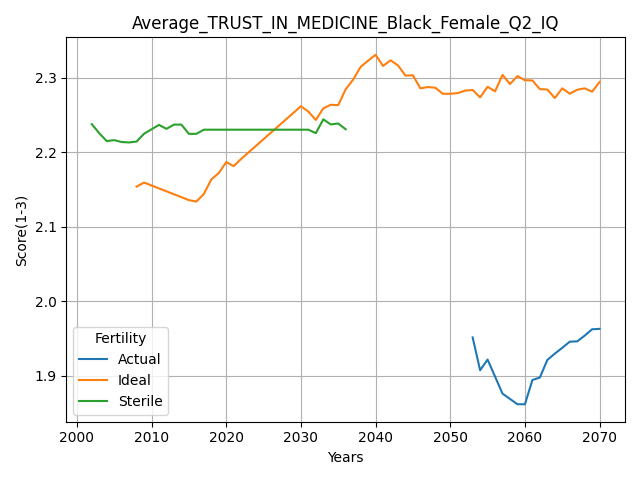 Average_TRUST_IN_MEDICINE_Black_Female_Q2_IQ
Score(1-3)
2.3
2.2
2.1
2.0
1.9
Fertility
Actual
Ideal
Sterile
2000 2010 2020 2030 2040 2050 2060 2070
Years